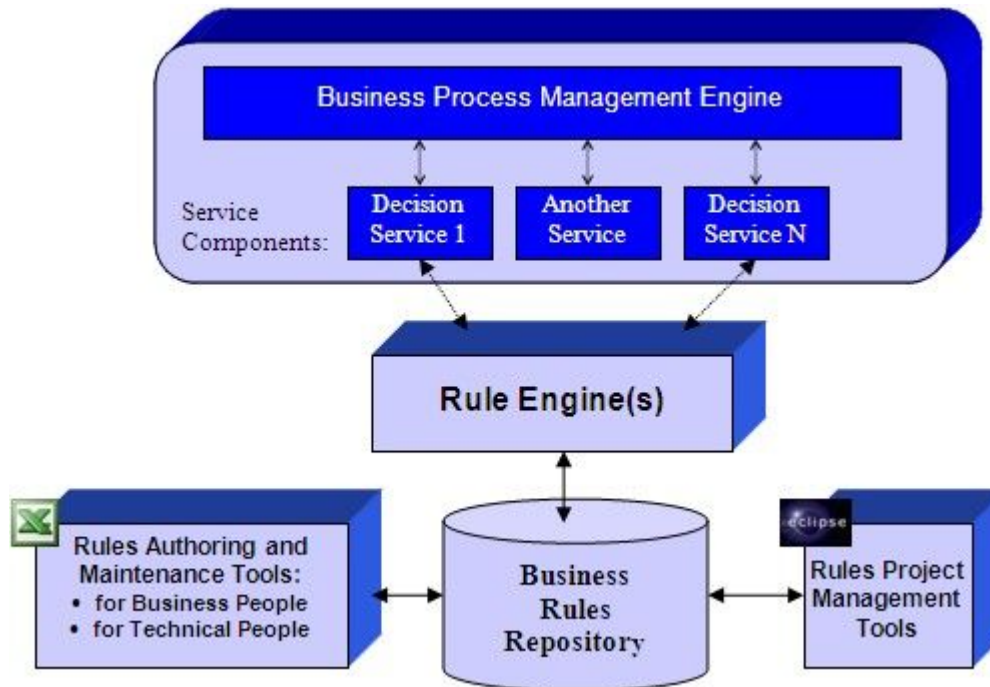 Business Process Management Engine
Service
Components:
Decision
Service 1
Another
Service
Decision
Service N
Rule Engine(s)
Rules Authoring and
Maintenance Tools:
• for Business People
• for Technical People
Business
Rules
Repository
eclipse
Rules Project
Management
Tools